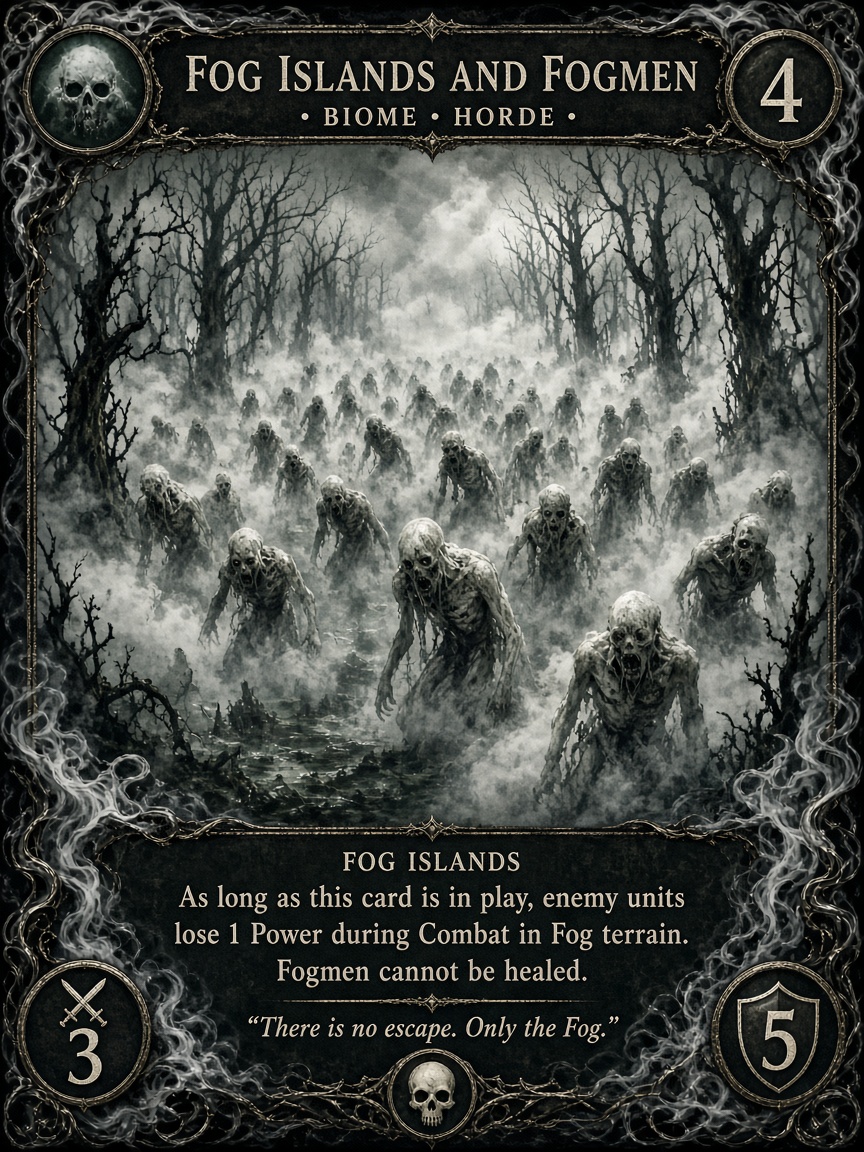 FOG ISLANDS AND FOGMEN
4
• BIOME • HORDE •
FOG ISLANDS
As long as this card is in play, enemy units
lose 1 Power during Combat in Fog terrain.
Fogmen cannot be healed.
“There is no escape. Only the Fog.”
3
5